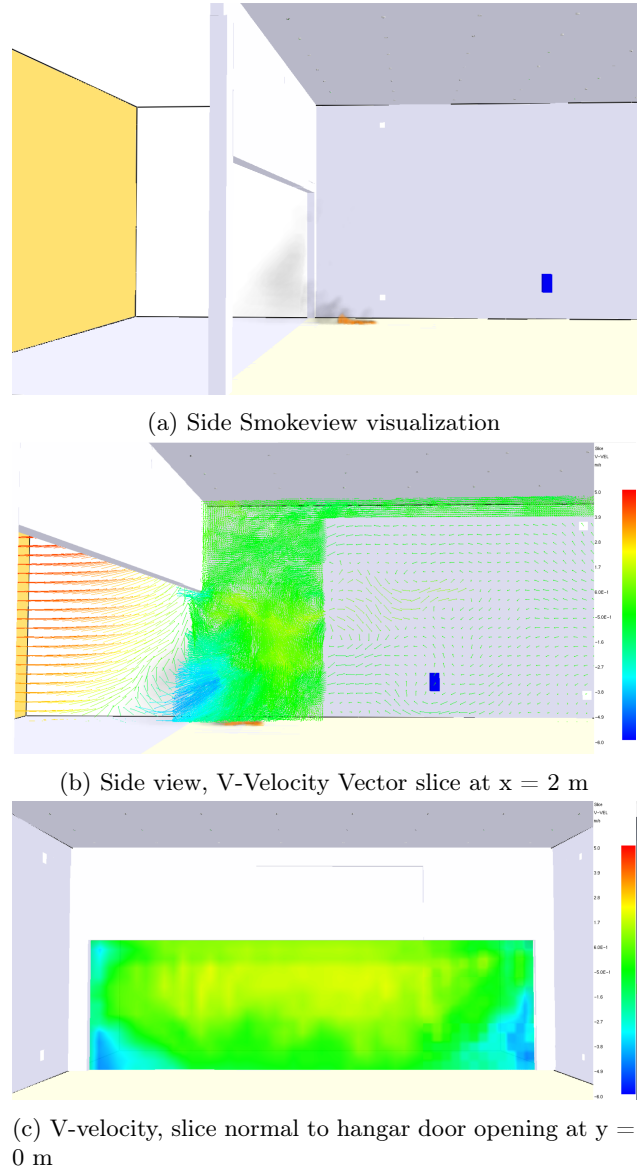 (a) Side Smokeview visualization
Slice
V-VEL
m/s
5.0
3.9
2.8
1.7
6.0E-1
-5.0E-1
-1.6
-2.7
-3.8
-4.9
-6.0
(b) Side view, V-Velocity Vector slice at x = 2 m
Slice
V-VEL
m/s
5.0
3.9
2.8
1.7
6.0E-1
-5.0E-1
-1.6
-2.7
-3.8
-4.9
-6.0
(c) V-velocity, slice normal to hangar door opening at y =
0 m